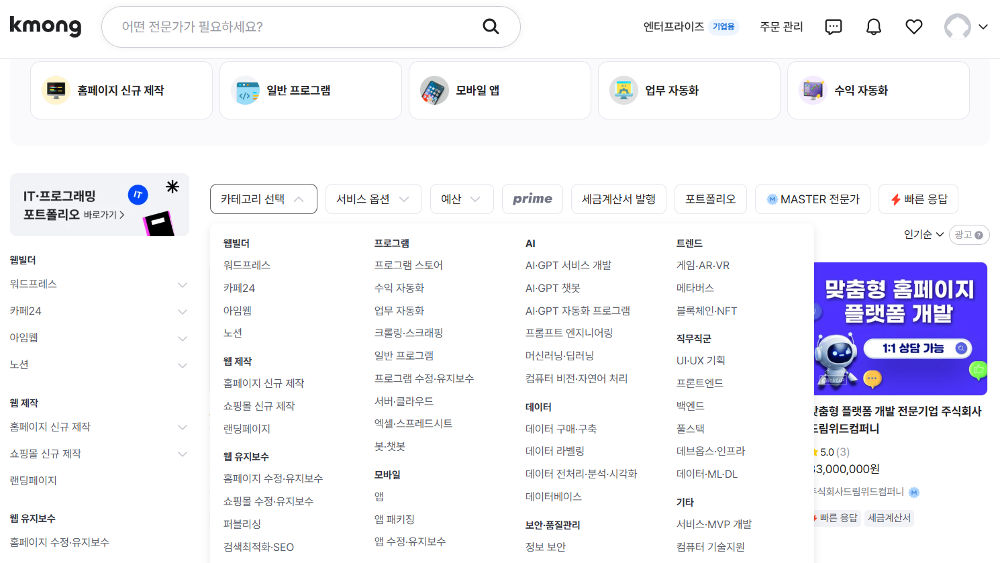 kmong
어떤 전문가가 필요하세요?
엔터프라이즈 기업용
주문 관리
홈페이지 신규 제작
일반 프로그램
모바일 앱
업무 자동화
수익 자동화
IT·프로그래밍
포트폴리오 바로가기
IT
카테고리 선택
서비스 옵션
예산
prime
세금계산서 발행
포트폴리오
M MASTER 전문가
빠른 응답
인기순
광고 ?
웹빌더
워드프레스
카페24
아임웹
노션
웹 제작
홈페이지 신규 제작
쇼핑몰 신규 제작
랜딩페이지
웹 유지보수
홈페이지 수정·유지보수
웹빌더
워드프레스
카페24
아임웹
노션
웹 제작
홈페이지 신규 제작
쇼핑몰 신규 제작
랜딩페이지
웹 유지보수
홈페이지 수정·유지보수
쇼핑몰 수정·유지보수
퍼블리싱
검색최적화·SEO
프로그램
프로그램 스토어
수익 자동화
업무 자동화
크롤링·스크래핑
일반 프로그램
프로그램 수정·유지보수
서버·클라우드
엑셀·스프레드시트
봇·챗봇
모바일
앱
앱 패키징
앱 수정·유지보수
AI
AI·GPT 서비스 개발
AI·GPT 챗봇
AI·GPT 자동화 프로그램
프롬프트 엔지니어링
머신러닝·딥러닝
컴퓨터 비전·자연어 처리
데이터
데이터 구매·구축
데이터 라벨링
데이터 전처리·분석·시각화
데이터베이스
보안·품질관리
정보 보안
트렌드
게임·AR·VR
메타버스
블록체인·NFT
직무직군
UI·UX 기획
프론트엔드
백엔드
풀스택
데브옵스·인프라
데이터·ML·DL
기타
서비스·MVP 개발
컴퓨터 기술지원
맞춤형 홈페이지
플랫폼 개발
1:1 상담 가능
ClickUP
맞춤형 플랫폼 개발 전문기업 주식회사
드림위드컴퍼니
5.0 (3)
33,000,000원
주식회사드림위드컴퍼니 M
빠른 응답
세금계산서